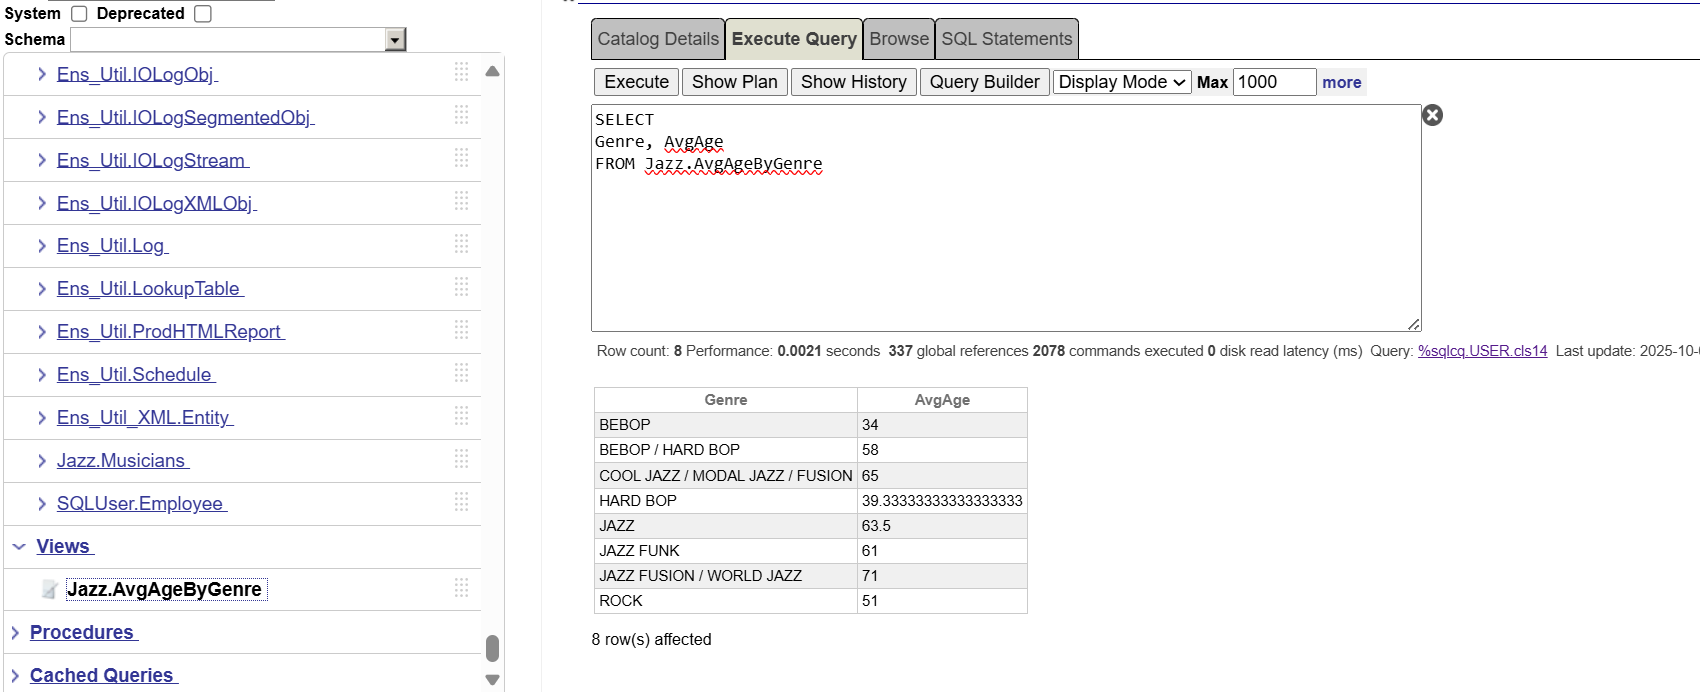 System Deprecated
Schema
Ens_Util.IOLogObj
Ens_Util.IOLogSegmentedObj
Ens_Util.IOLogStream
Ens_Util.IOLogXMLObj
Ens_Util.Log
Ens_Util.LookupTable
Ens_Util.ProdHTMLReport
Ens_Util.Schedule
Ens_Util_XML.Entity
Jazz.Musicians
SQLUser.Employee
Views
Jazz.AvgAgeByGenre
Procedures
Cached Queries
Catalog Details Execute Query Browse SQL Statements
Execute Show Plan Show History Query Builder Display Mode Max 1000 more
SELECT
Genre, AvgAge
FROM Jazz.AvgAgeByGenre
Row count: 8 Performance: 0.0021 seconds 337 global references 2078 commands executed 0 disk read latency (ms) Query: %sqlcq.USER.cls14 Last update: 2025-10-
Genre AvgAge
BEBOP 34
BEBOP / HARD BOP 58
COOL JAZZ / MODAL JAZZ / FUSION 65
HARD BOP 39.33333333333333333
JAZZ 63.5
JAZZ FUNK 61
JAZZ FUSION / WORLD JAZZ 71
ROCK 51
8 row(s) affected